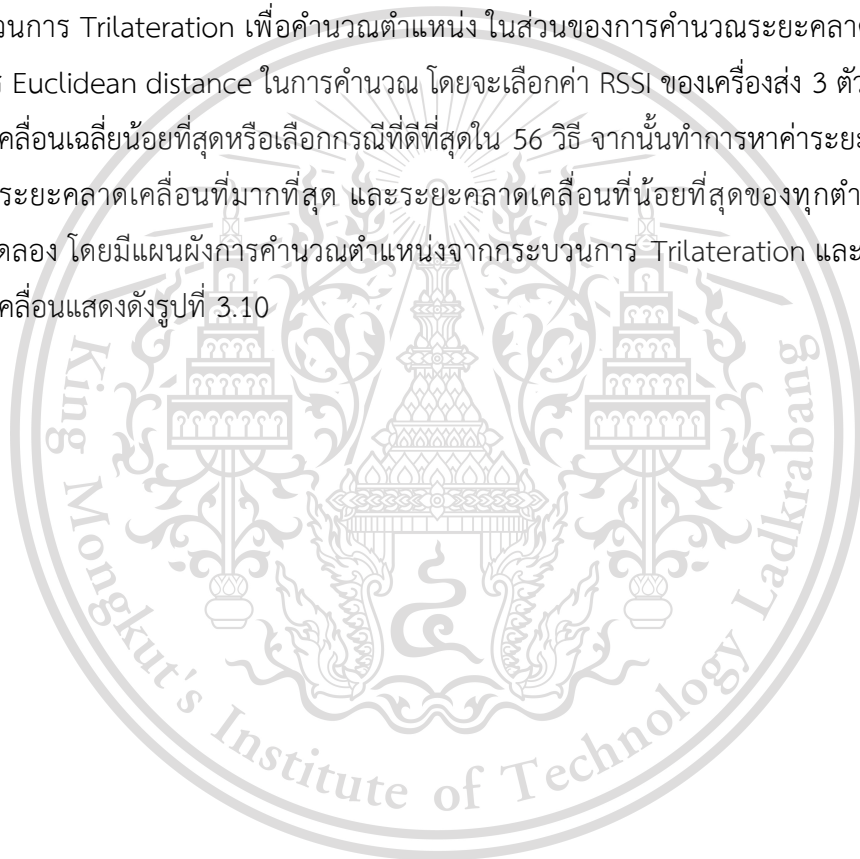 วนการ Trilateration เพื่อคำนวณตำแหน่ง ในส่วนของการคำนวณระยะคลาด
Euclidean distance ในการคำนวณ โดยจะเลือกค่า RSSI ของเครื่องส่ง 3 ตัว
คลื่อนเฉลี่ยน้อยที่สุดหรือเลือกกรณีที่ดีที่สุดใน 56 วิธี จากนั้นทำการหาค่าระยะ
ระยะคลาดเคลื่อนที่มากที่สุด และระยะคลาดเคลื่อนที่น้อยที่สุดของทุกตำ
ดลอง โดยมีแผนผังการคำนวณตำแหน่งจากกระบวนการ Trilateration และ
คลื่อนแสดงดังรูปที่ 3.10
King Mongkut's Institute of Technology Ladkrabang